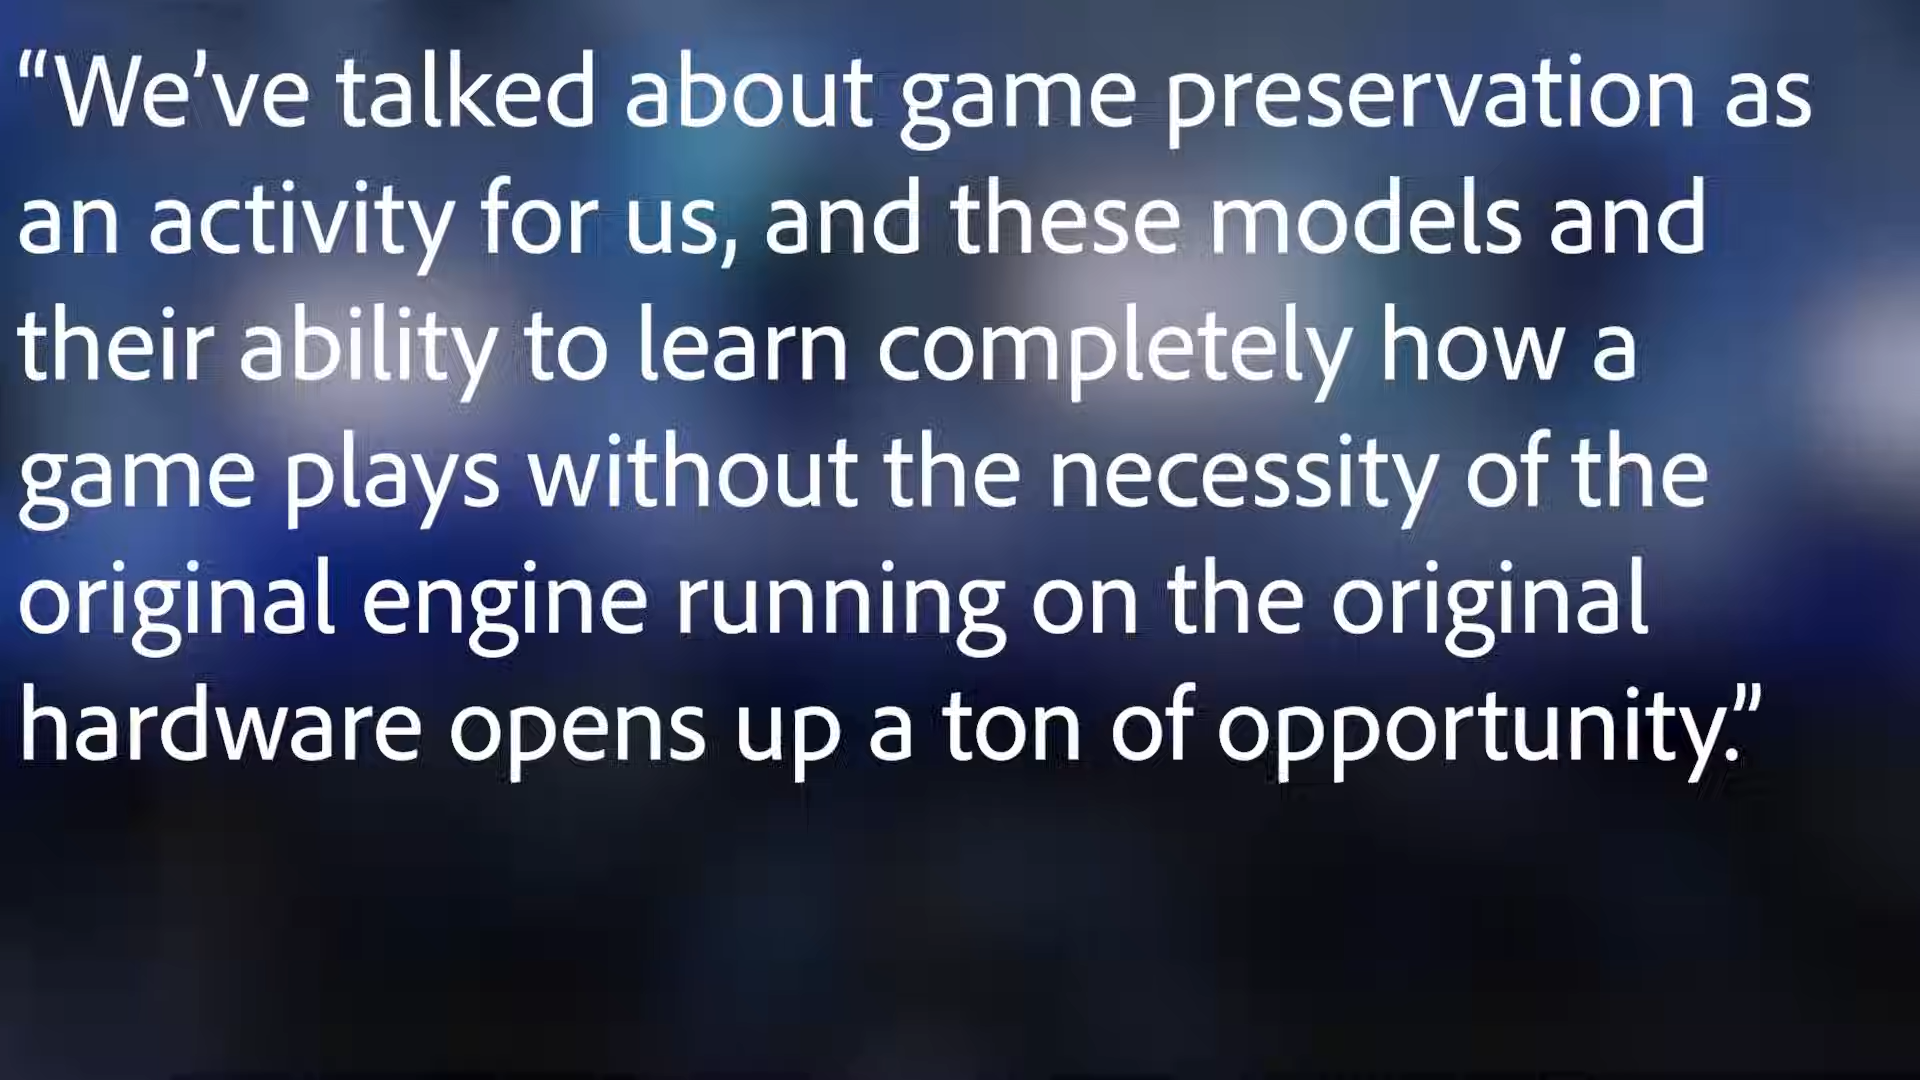 “We’ve talked about game preservation as
an activity for us, and these models and
their ability to learn completely how a
game plays without the necessity of the
original engine running on the original
hardware opens up a ton of opportunity.”